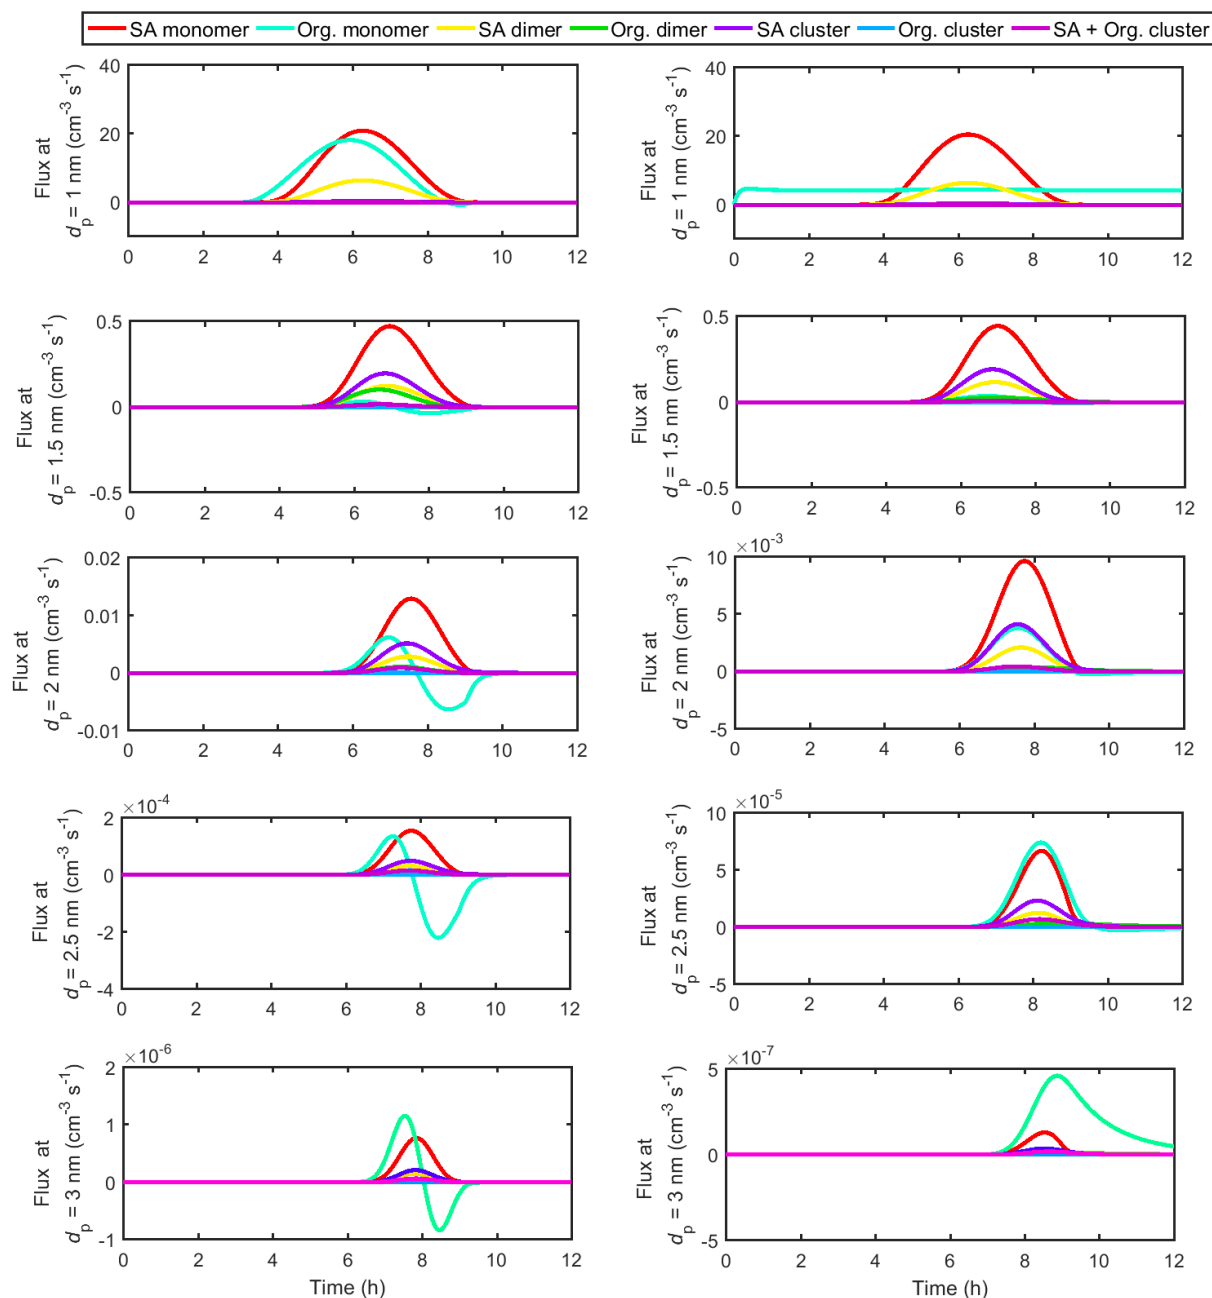 SA monomer Org. monomer SA dimer Org. dimer SA cluster Org. cluster SA + Org. cluster
Flux at
d_p = 1 nm (cm^-3 s^-1)
40
20
0
0 2 4 6 8 10 12
Flux at
d_p = 1 nm (cm^-3 s^-1)
40
20
0
0 2 4 6 8 10 12
Flux at
d_p = 1.5 nm (cm^-3 s^-1)
0.5
0
-0.5
0 2 4 6 8 10 12
Flux at
d_p = 1.5 nm (cm^-3 s^-1)
0.5
0
-0.5
0 2 4 6 8 10 12
Flux at
d_p = 2 nm (cm^-3 s^-1)
0.02
0.01
0
-0.01
0 2 4 6 8 10 12
Flux at
d_p = 2 nm (cm^-3 s^-1)
×10^-3
10
5
0
-5
0 2 4 6 8 10 12
Flux at
d_p = 2.5 nm (cm^-3 s^-1)
×10^-4
2
0
-2
-4
0 2 4 6 8 10 12
Flux at
d_p = 2.5 nm (cm^-3 s^-1)
×10^-5
10
5
0
-5
0 2 4 6 8 10 12
Flux at
d_p = 3 nm (cm^-3 s^-1)
×10^-6
2
1
0
-1
0 2 4 6 8 10 12
Time (h)
Flux at
d_p = 3 nm (cm^-3 s^-1)
×10^-7
5
0
-5
0 2 4 6 8 10 12
Time (h)